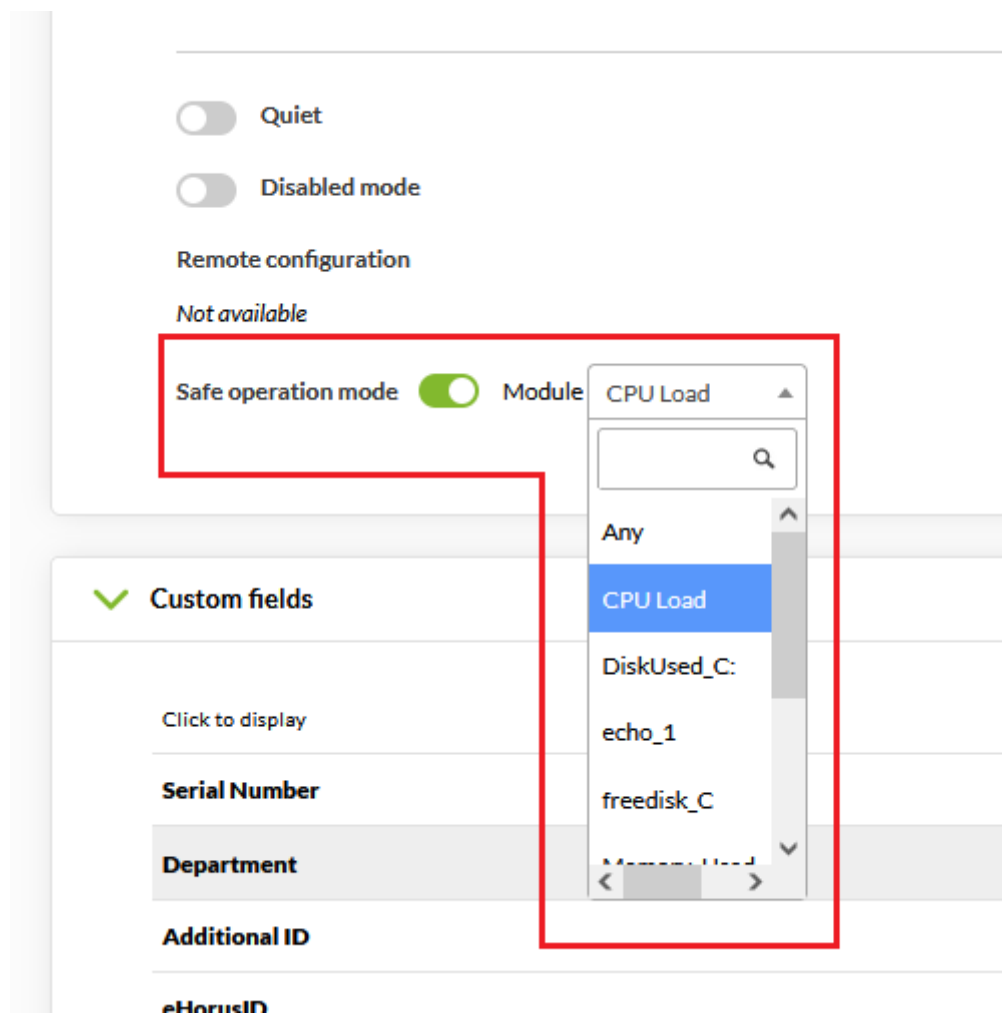 Quiet
Disabled mode
Remote configuration
Not available
Safe operation mode Module CPU Load
Any
CPU Load
DiskUsed_C:
echo_1
freedisk_C
Custom fields
Click to display
Serial Number
Department
Additional ID
eHorusID